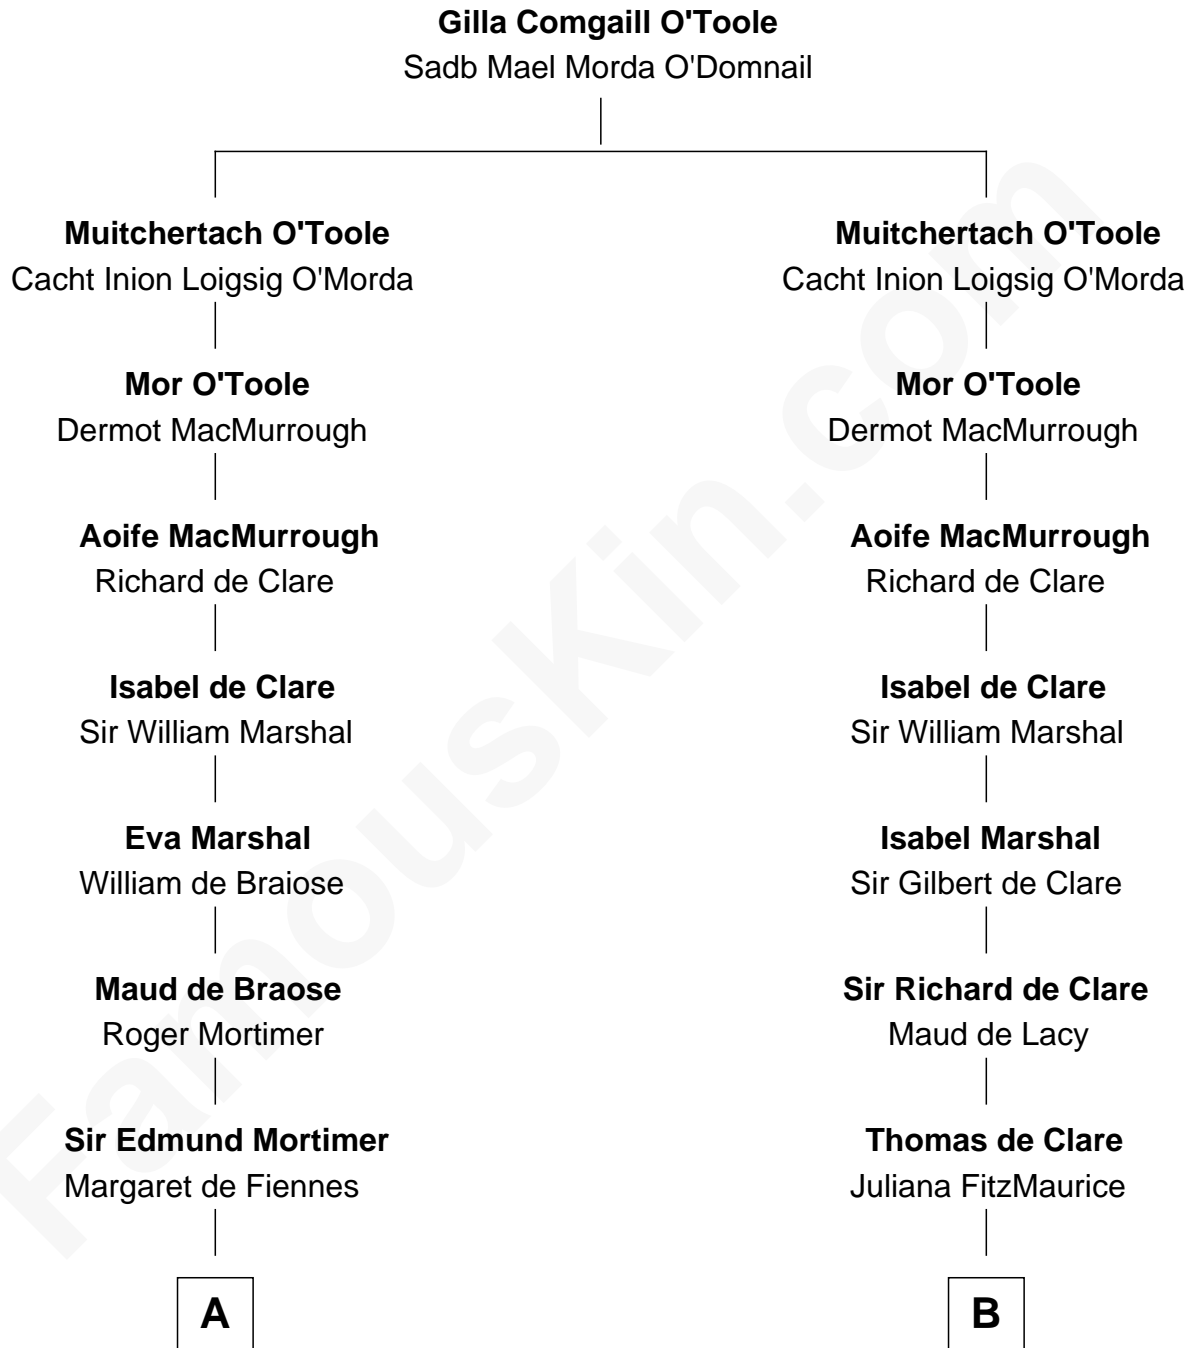 Gilla Comgaill O'Toole
Sadb Mael Morda O'Domnail
Muitchertach O'Toole
Cacht Inion Loigsig O'Morda
Mor O'Toole
Dermot MacMurrough
Aoife MacMurrough
Richard de Clare
Isabel de Clare
Sir William Marshal
Eva Marshal
William de Braiose
Maud de Braose
Roger Mortimer
Sir Edmund Mortimer
Margaret de Fiennes
A
Muitchertach O'Toole
Cacht Inion Loigsig O'Morda
Mor O'Toole
Dermot MacMurrough
Aoife MacMurrough
Richard de Clare
Isabel de Clare
Sir William Marshal
Isabel Marshal
Sir Gilbert de Clare
Sir Richard de Clare
Maud de Lacy
Thomas de Clare
Juliana FitzMaurice
B
FamousKin.com